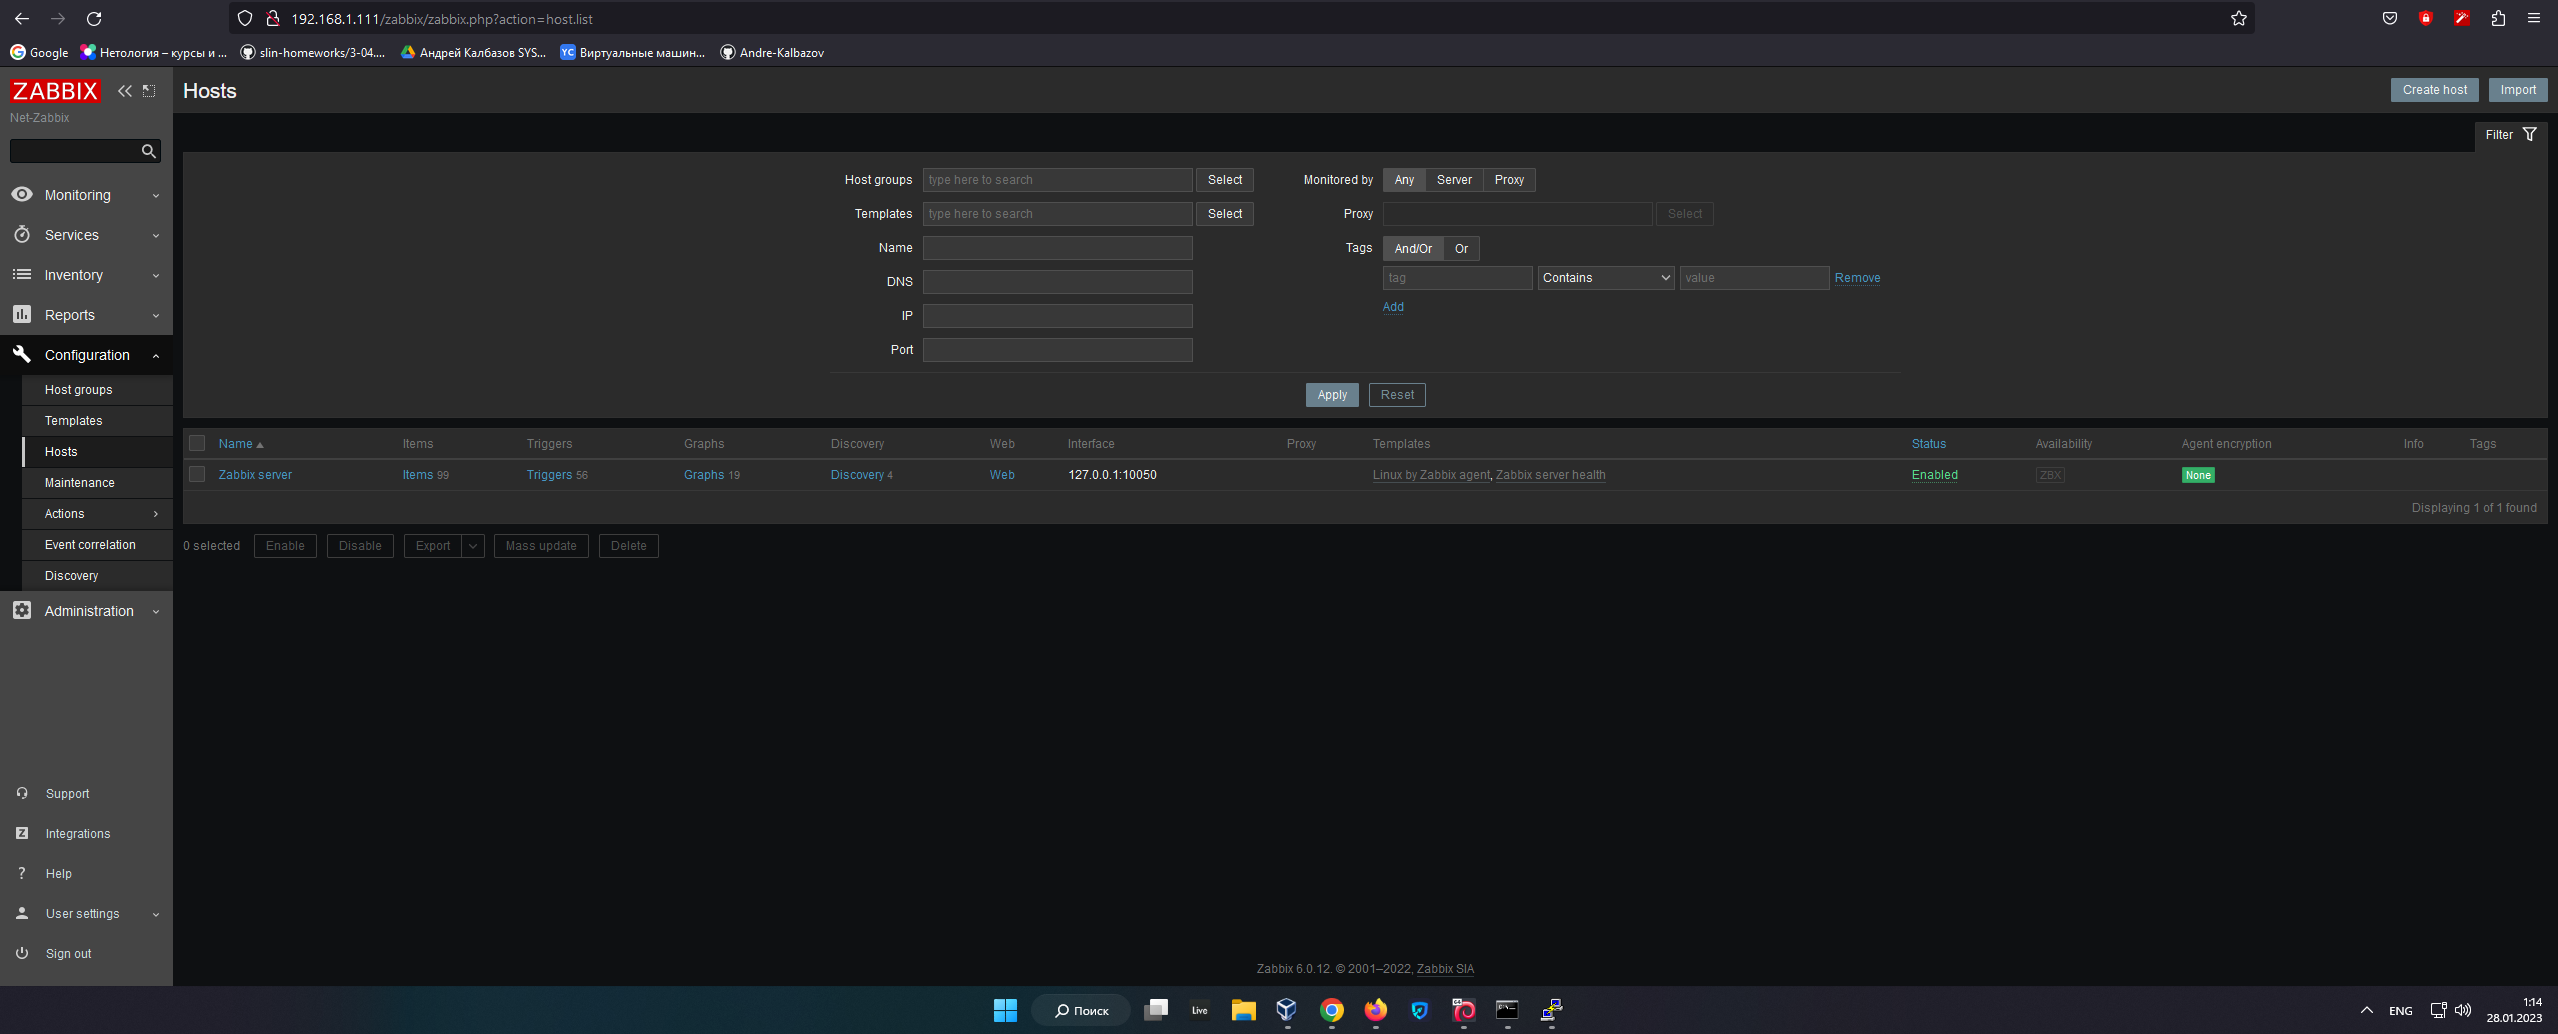 192.168.1.111/zabbix/zabbix.php?action=host.list
Google Нетология – курсы и ... slin-homeworks/3-04.... Андрей Калбазов SYS... YC Виртуальные машин... Andre-Kalbazov
ZABBIX
Net-Zabbix
Monitoring
Services
Inventory
Reports
Configuration
Host groups
Templates
Hosts
Maintenance
Actions
Event correlation
Discovery
Administration
Support
Integrations
Help
User settings
Sign out
Hosts
Create host Import
Filter
Host groups type here to search Select
Templates type here to search Select
Name
DNS
IP
Port
Monitored by Any Server Proxy
Proxy Select
Tags And/Or Or
tag Contains value Remove
Add
Apply Reset
Name Items Triggers Graphs Discovery Web Interface Proxy Templates Status Availability Agent encryption Info Tags
Zabbix server Items 99 Triggers 56 Graphs 19 Discovery 4 Web 127.0.0.1:10050 Linux by Zabbix agent, Zabbix server health Enabled ZBX None
Displaying 1 of 1 found
0 selected Enable Disable Export Mass update Delete
Zabbix 6.0.12. © 2001–2022, Zabbix SIA
Поиск Live ENG 1:14
28.01.2023